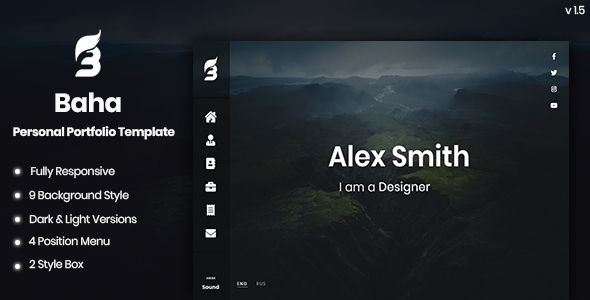 v 1.5
Baha
Personal Portfolio Template
Fully Responsive
9 Background Style
Dark & Light Versions
4 Position Menu
2 Style Box
Alex Smith
I am a Designer
Sound
ENG RUS